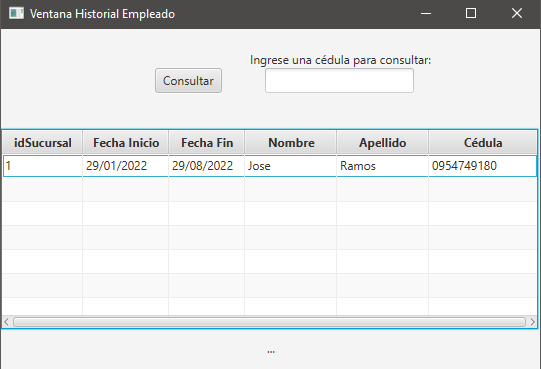 Ventana Historial Empleado
Ingrese una cédula para consultar:
Consultar
idSucursal Fecha Inicio Fecha Fin Nombre Apellido Cédula
1 29/01/2022 29/08/2022 Jose Ramos 0954749180
...